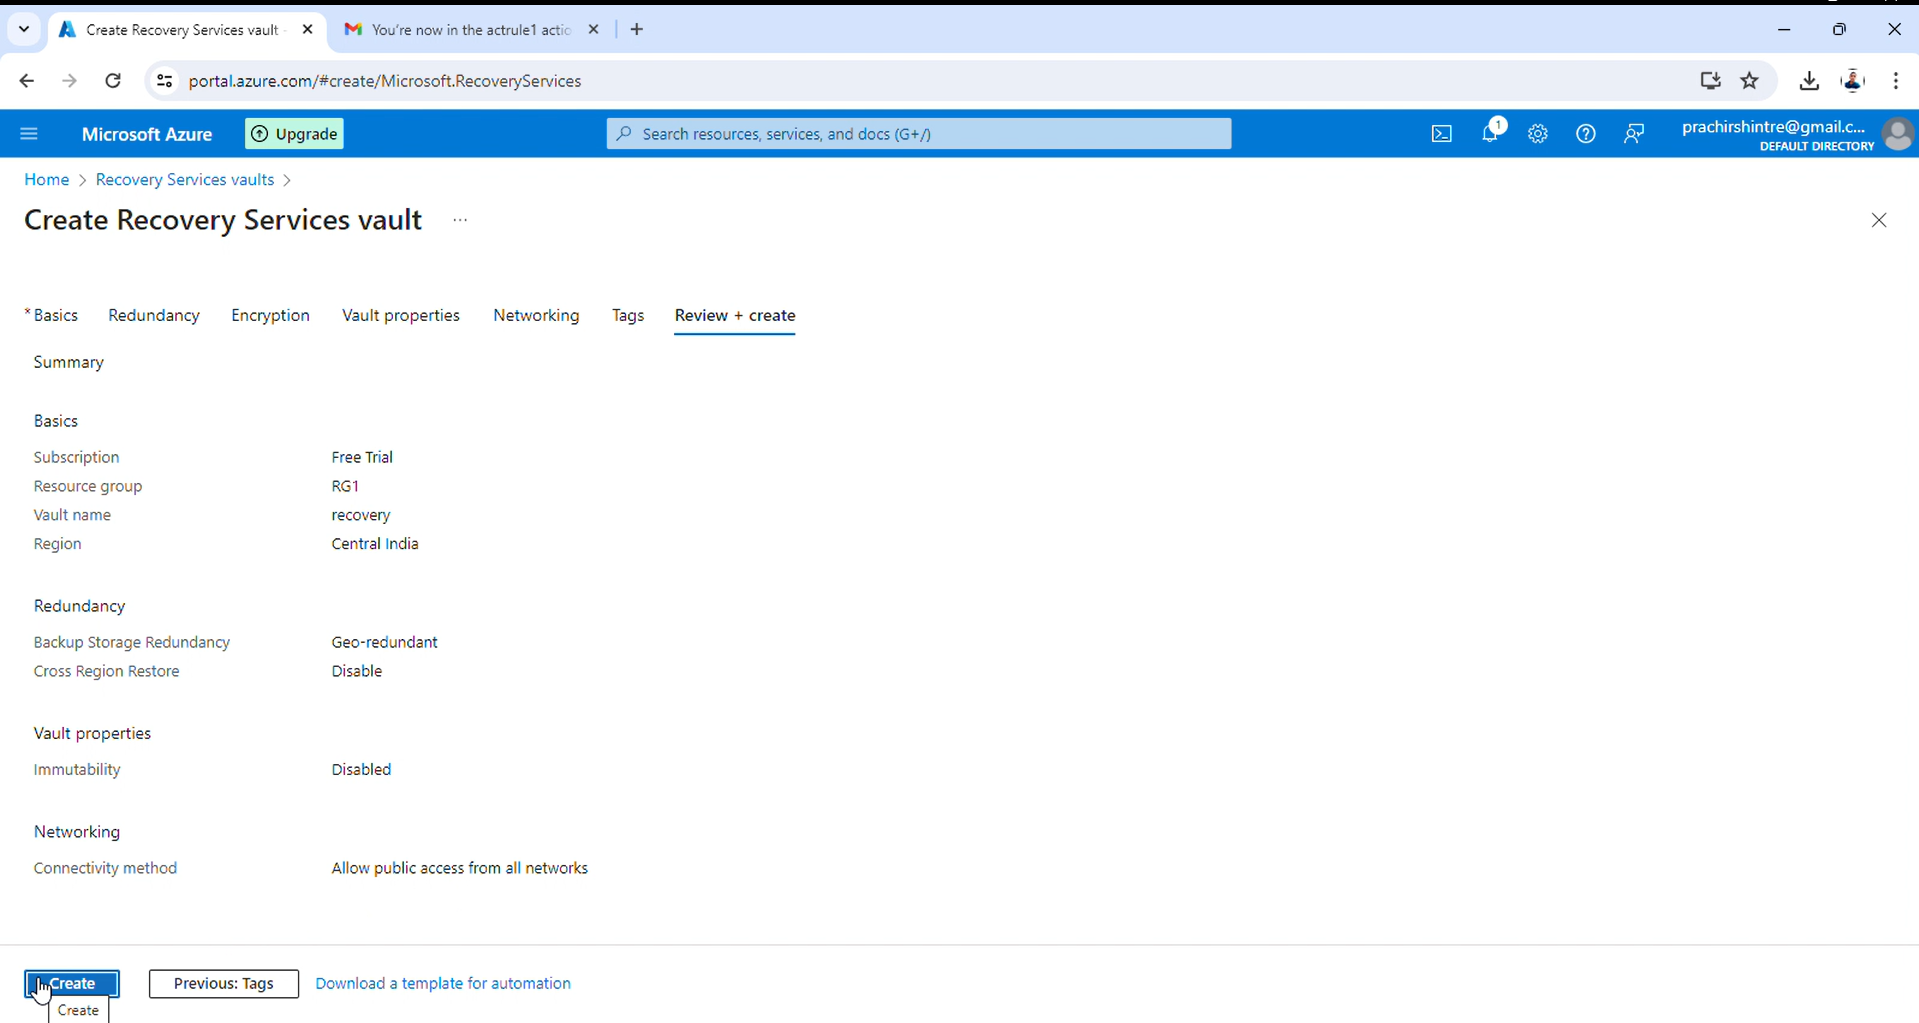 Create Recovery Services vault -
You're now in the actrule1 actio
portal.azure.com/#create/Microsoft.RecoveryServices
Microsoft Azure
Upgrade
Search resources, services, and docs (G+/)
1
prachirshintre@gmail.c...
DEFAULT DIRECTORY
Home > Recovery Services vaults >
Create Recovery Services vault ...
* Basics Redundancy Encryption Vault properties Networking Tags Review + create
Summary
Basics
Subscription Free Trial
Resource group RG1
Vault name recovery
Region Central India
Redundancy
Backup Storage Redundancy Geo-redundant
Cross Region Restore Disable
Vault properties
Immutability Disabled
Networking
Connectivity method Allow public access from all networks
Create Previous: Tags Download a template for automation
Create